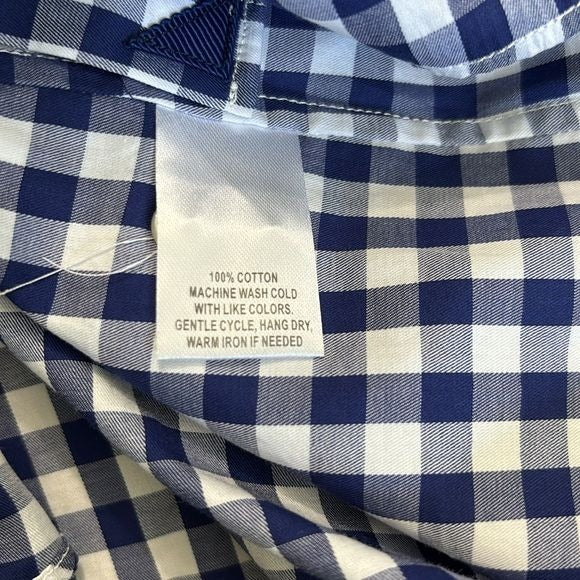 100% COTTON
MACHINE WASH COLD
WITH LIKE COLORS.
GENTLE CYCLE, HANG DRY,
WARM IRON IF NEEDED